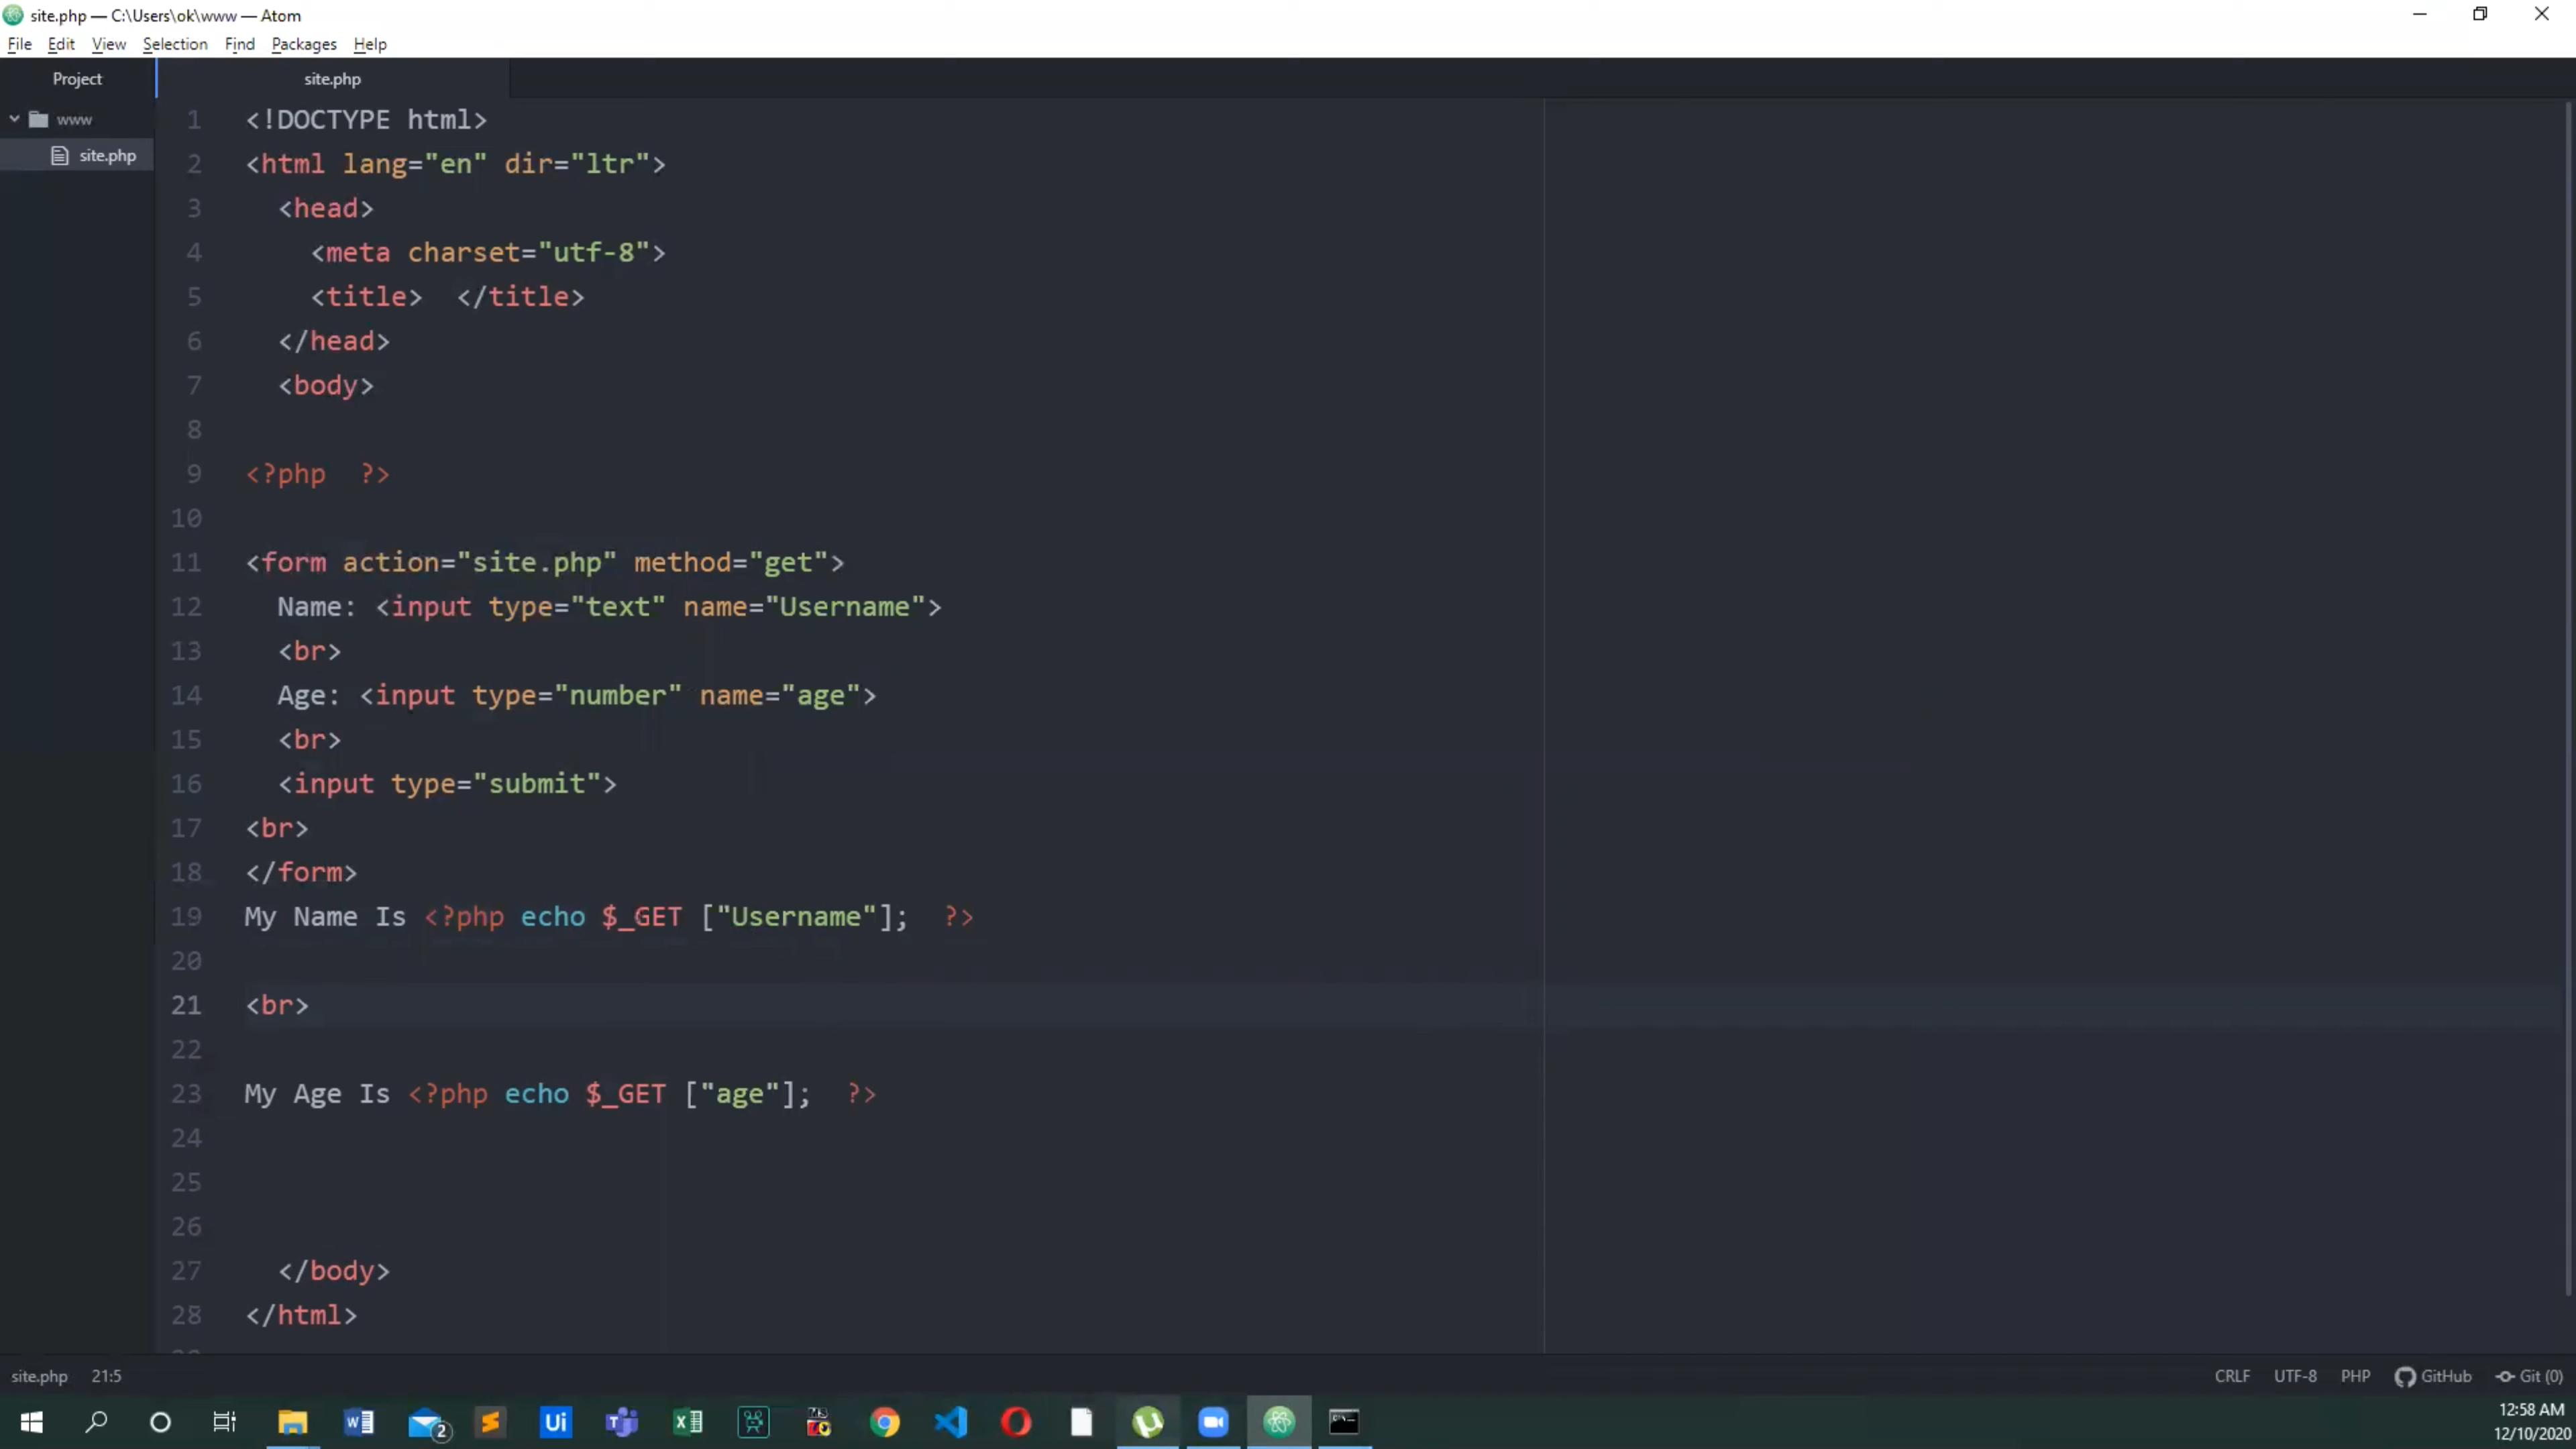 site.php — C:\Users\ok\www — Atom
File Edit View Selection Find Packages Help
Project
site.php
www
site.php
1 <!DOCTYPE html>
2 <html lang="en" dir="ltr">
3 <head>
4 <meta charset="utf-8">
5 <title>  </title>
6 </head>
7 <body>
8
9 <?php  ?>
10
11 <form action="site.php" method="get">
12 Name: <input type="text" name="Username">
13 <br>
14 Age: <input type="number" name="age">
15 <br>
16 <input type="submit">
17 <br>
18 </form>
19 My Name Is <?php echo $_GET ["Username"];  ?>
20
21 <br>
22
23 My Age Is <?php echo $_GET ["age"];  ?>
24
25
26
27 </body>
28 </html>
site.php 21:5 CRLF UTF-8 PHP GitHub Git (0)
2 Ui
12:58 AM
12/10/2020